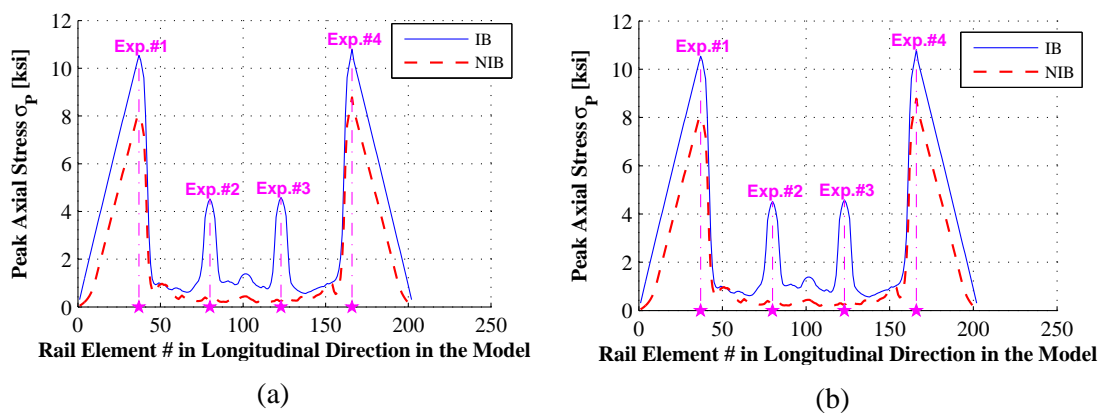 12
10
8
6
4
2
0
0 50 100 150 200 250
Peak Axial Stress σP [ksi]
Rail Element # in Longitudinal Direction in the Model
Exp.#1
Exp.#2
Exp.#3
Exp.#4
IB
NIB
(a)
12
10
8
6
4
2
0
0 50 100 150 200 250
Peak Axial Stress σP [ksi]
Rail Element # in Longitudinal Direction in the Model
Exp.#1
Exp.#2
Exp.#3
Exp.#4
IB
NIB
(b)